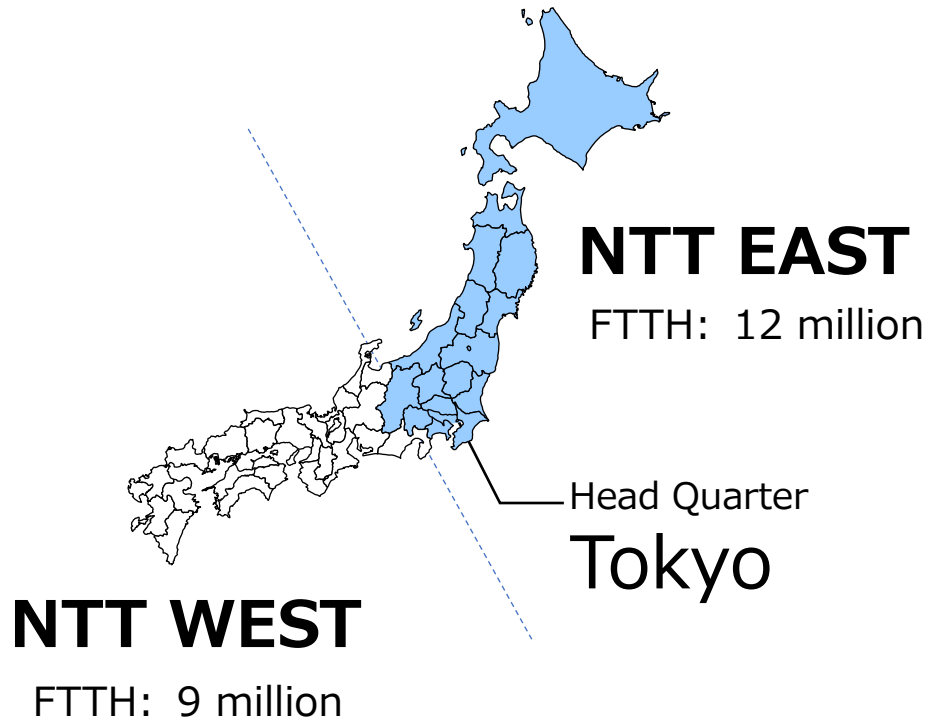 NTT EAST
FTTH: 12 million
Head Quarter
Tokyo
NTT WEST
FTTH: 9 million